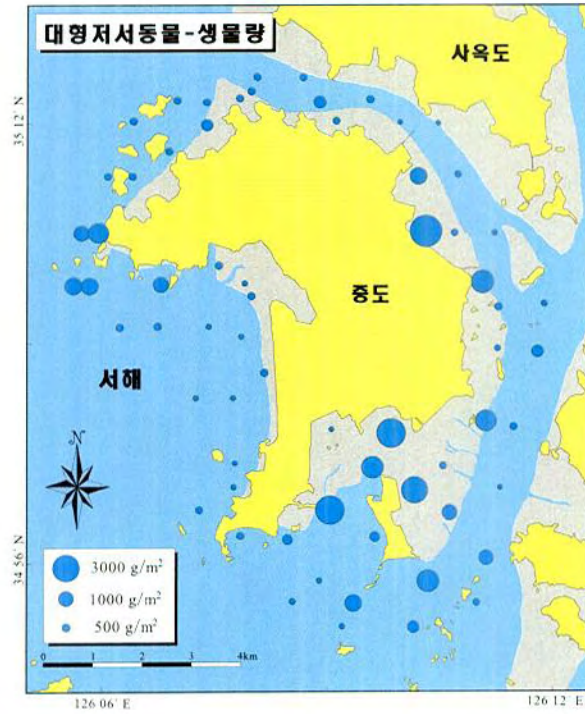 대형저서동물-생물량
사옥도
35°12' N
증도
서해
N
3000 g/m²
1000 g/m²
500 g/m²
34°56' N
0 1 2 3 4km
126°06' E
126°12' E